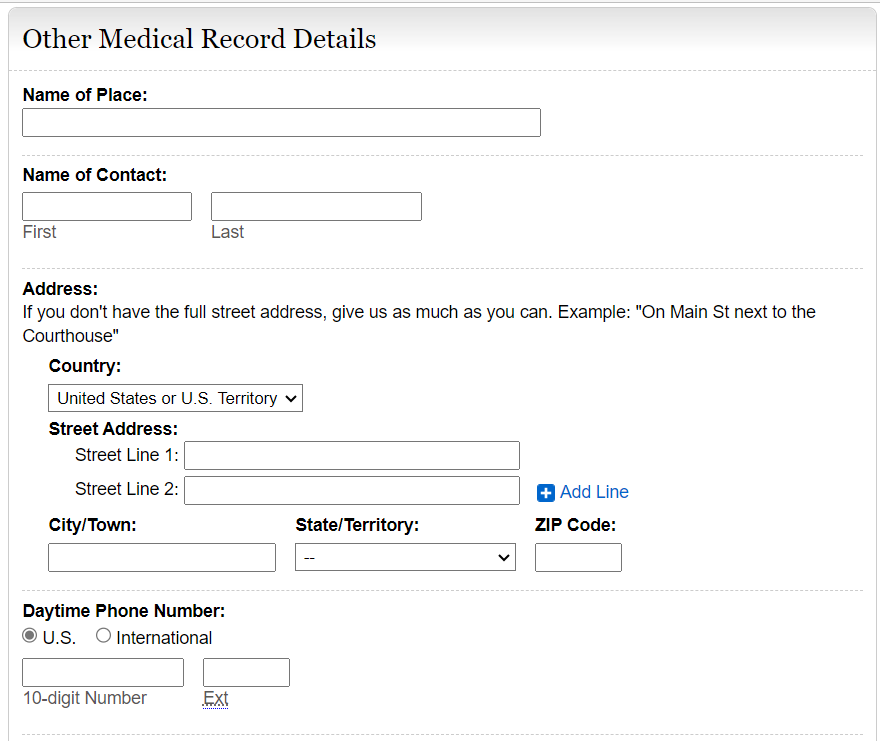 Other Medical Record Details
Name of Place:
Name of Contact:
First Last
Address:
If you don't have the full street address, give us as much as you can. Example: "On Main St next to the
Courthouse"
Country:
United States or U.S. Territory
Street Address:
Street Line 1:
Street Line 2: Add Line
City/Town: State/Territory: ZIP Code:
--
Daytime Phone Number:
U.S. International
10-digit Number Ext